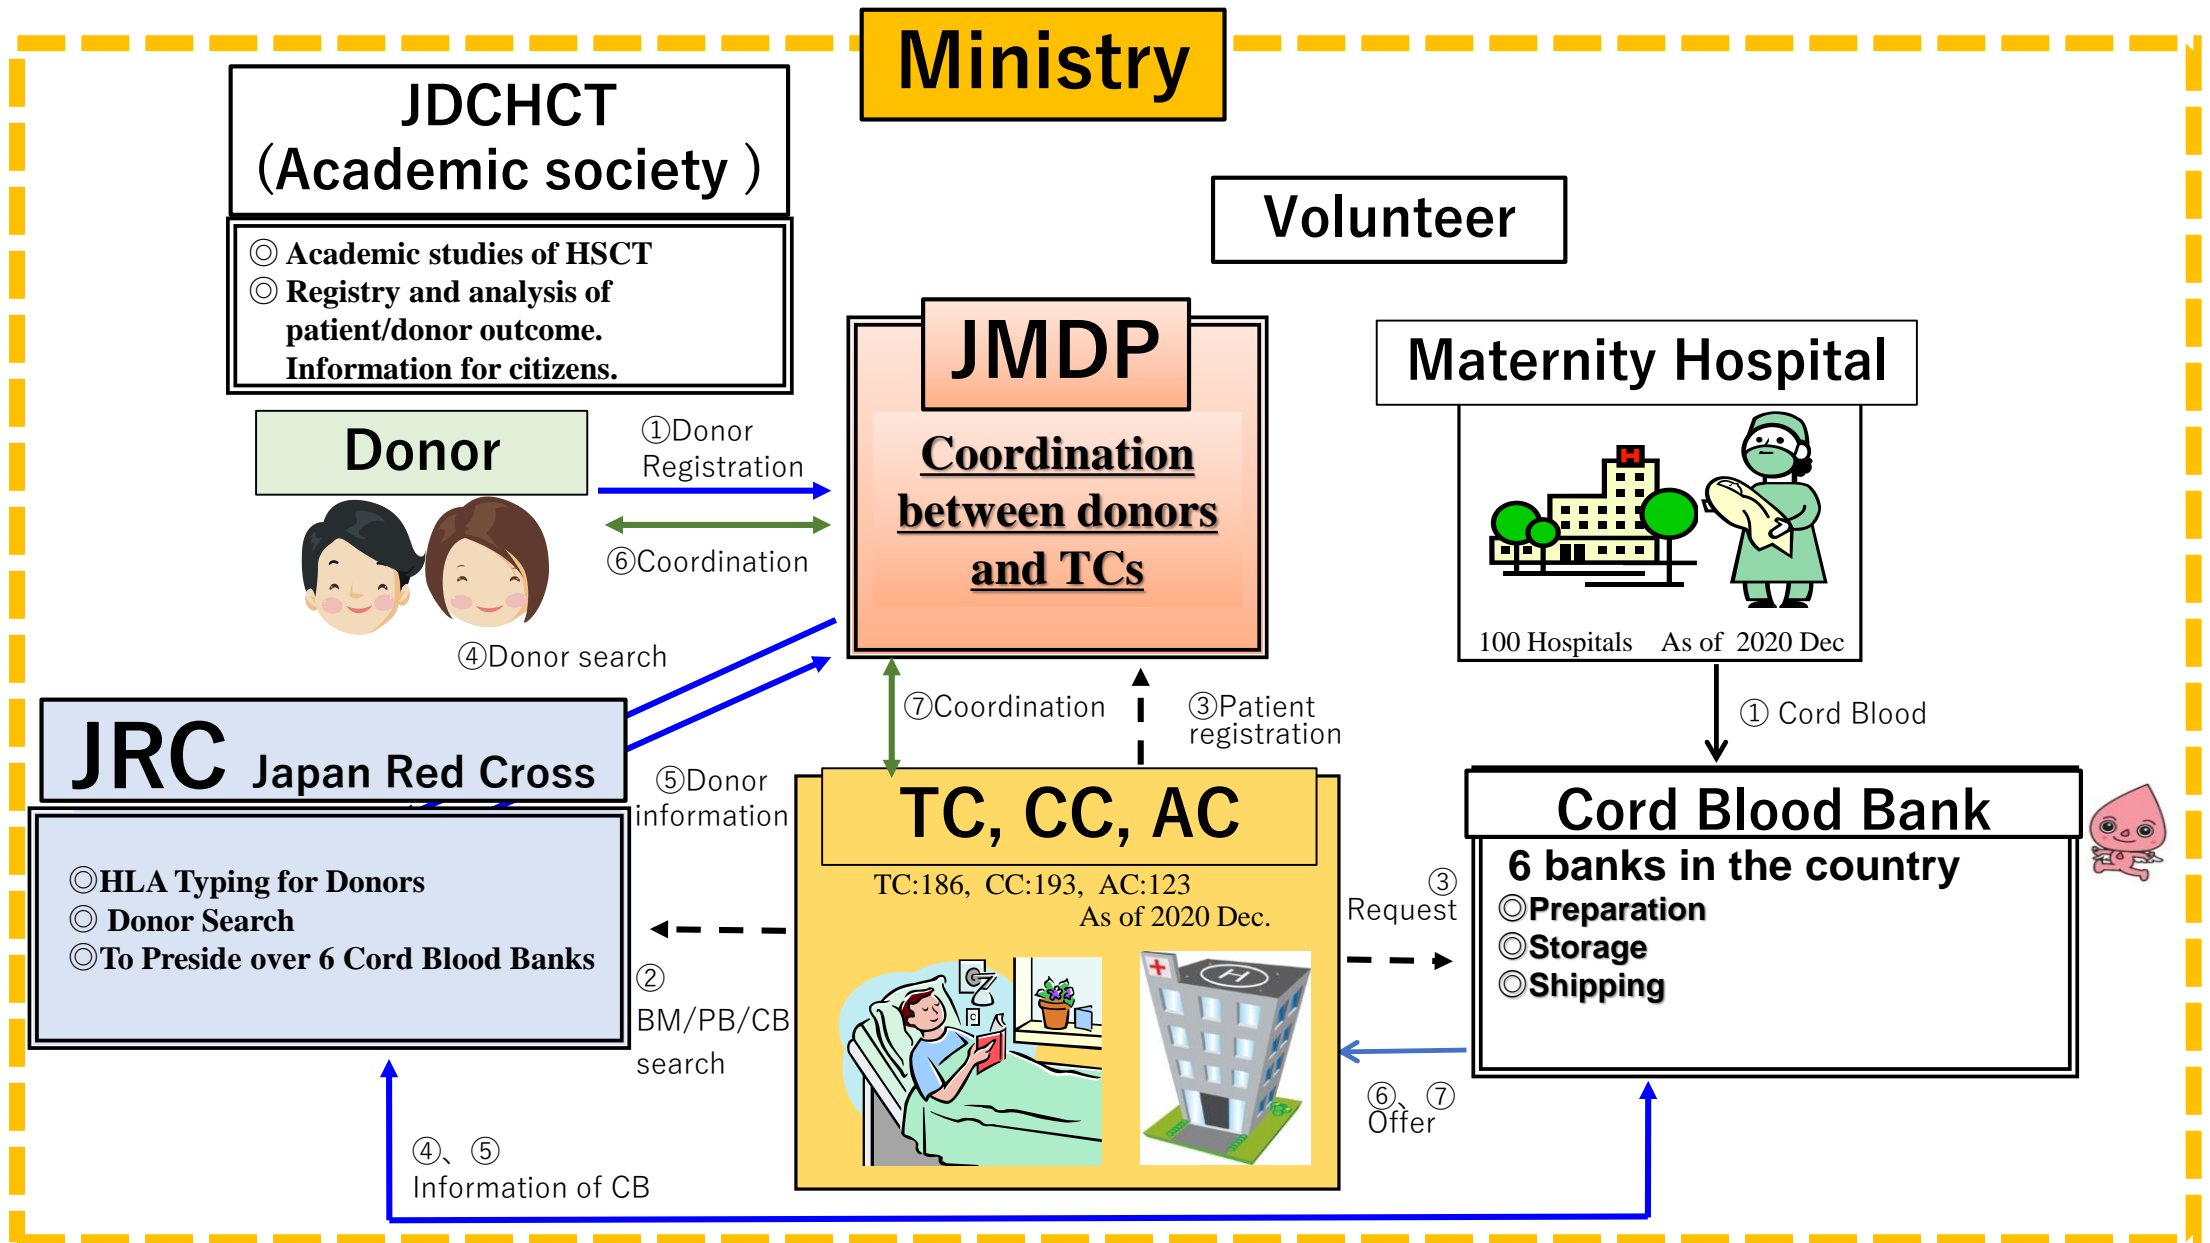 Ministry
JDCHCT
(Academic society )
◎ Academic studies of HSCT
◎ Registry and analysis of
patient/donor outcome.
Information for citizens.
Volunteer
JMDP
Coordination
between donors
and TCs
Maternity Hospital
H
100 Hospitals As of 2020 Dec
Donor
①Donor
Registration
⑥Coordination
④Donor search
⑦Coordination
③Patient
registration
① Cord Blood
JRC Japan Red Cross
◎HLA Typing for Donors
◎ Donor Search
◎To Preside over 6 Cord Blood Banks
⑤Donor
information
②
BM/PB/CB
search
TC, CC, AC
TC:186, CC:193, AC:123
As of 2020 Dec.
H
③
Request
Cord Blood Bank
6 banks in the country
◎Preparation
◎Storage
◎Shipping
⑥、⑦
Offer
④、⑤
Information of CB